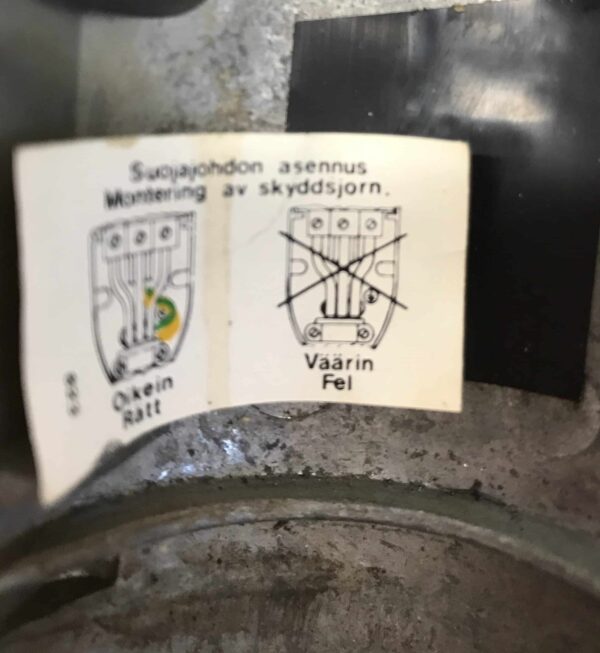 Suojajohdon asennus
Montering av skyddsjorn.
Oikein
Rätt
Väärin
Fel